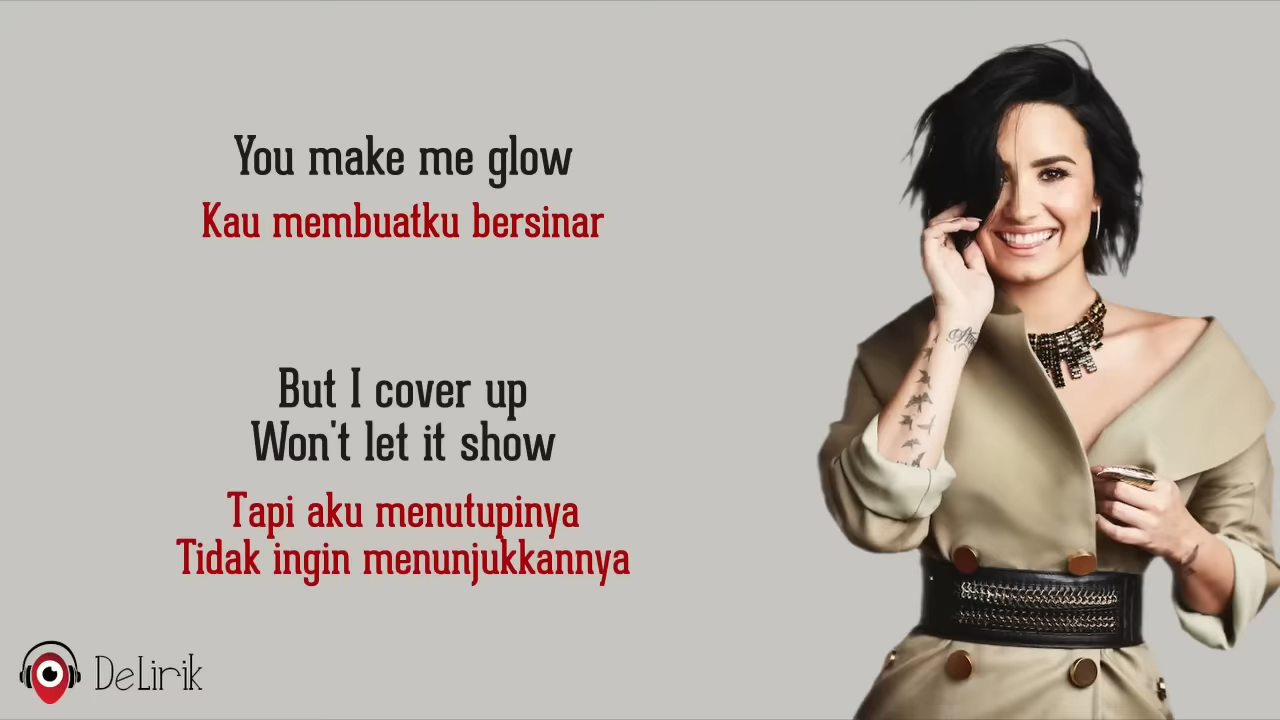 You make me glow
Kau membuatku bersinar
But I cover up
Won't let it show
Tapi aku menutupinya
Tidak ingin menunjukkannya
DeLirik